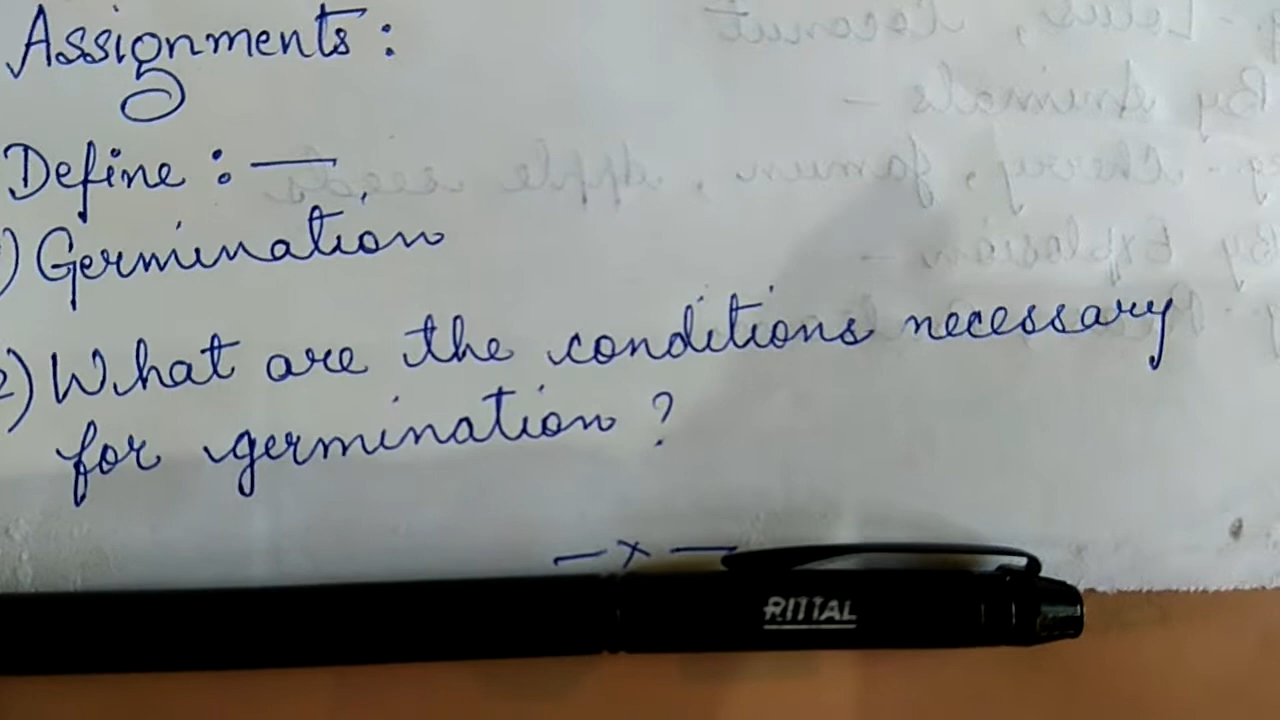 Assignments :
Define : —
) Germination
2) What are the conditions necessary
for germination ?
— x —
RITTAL